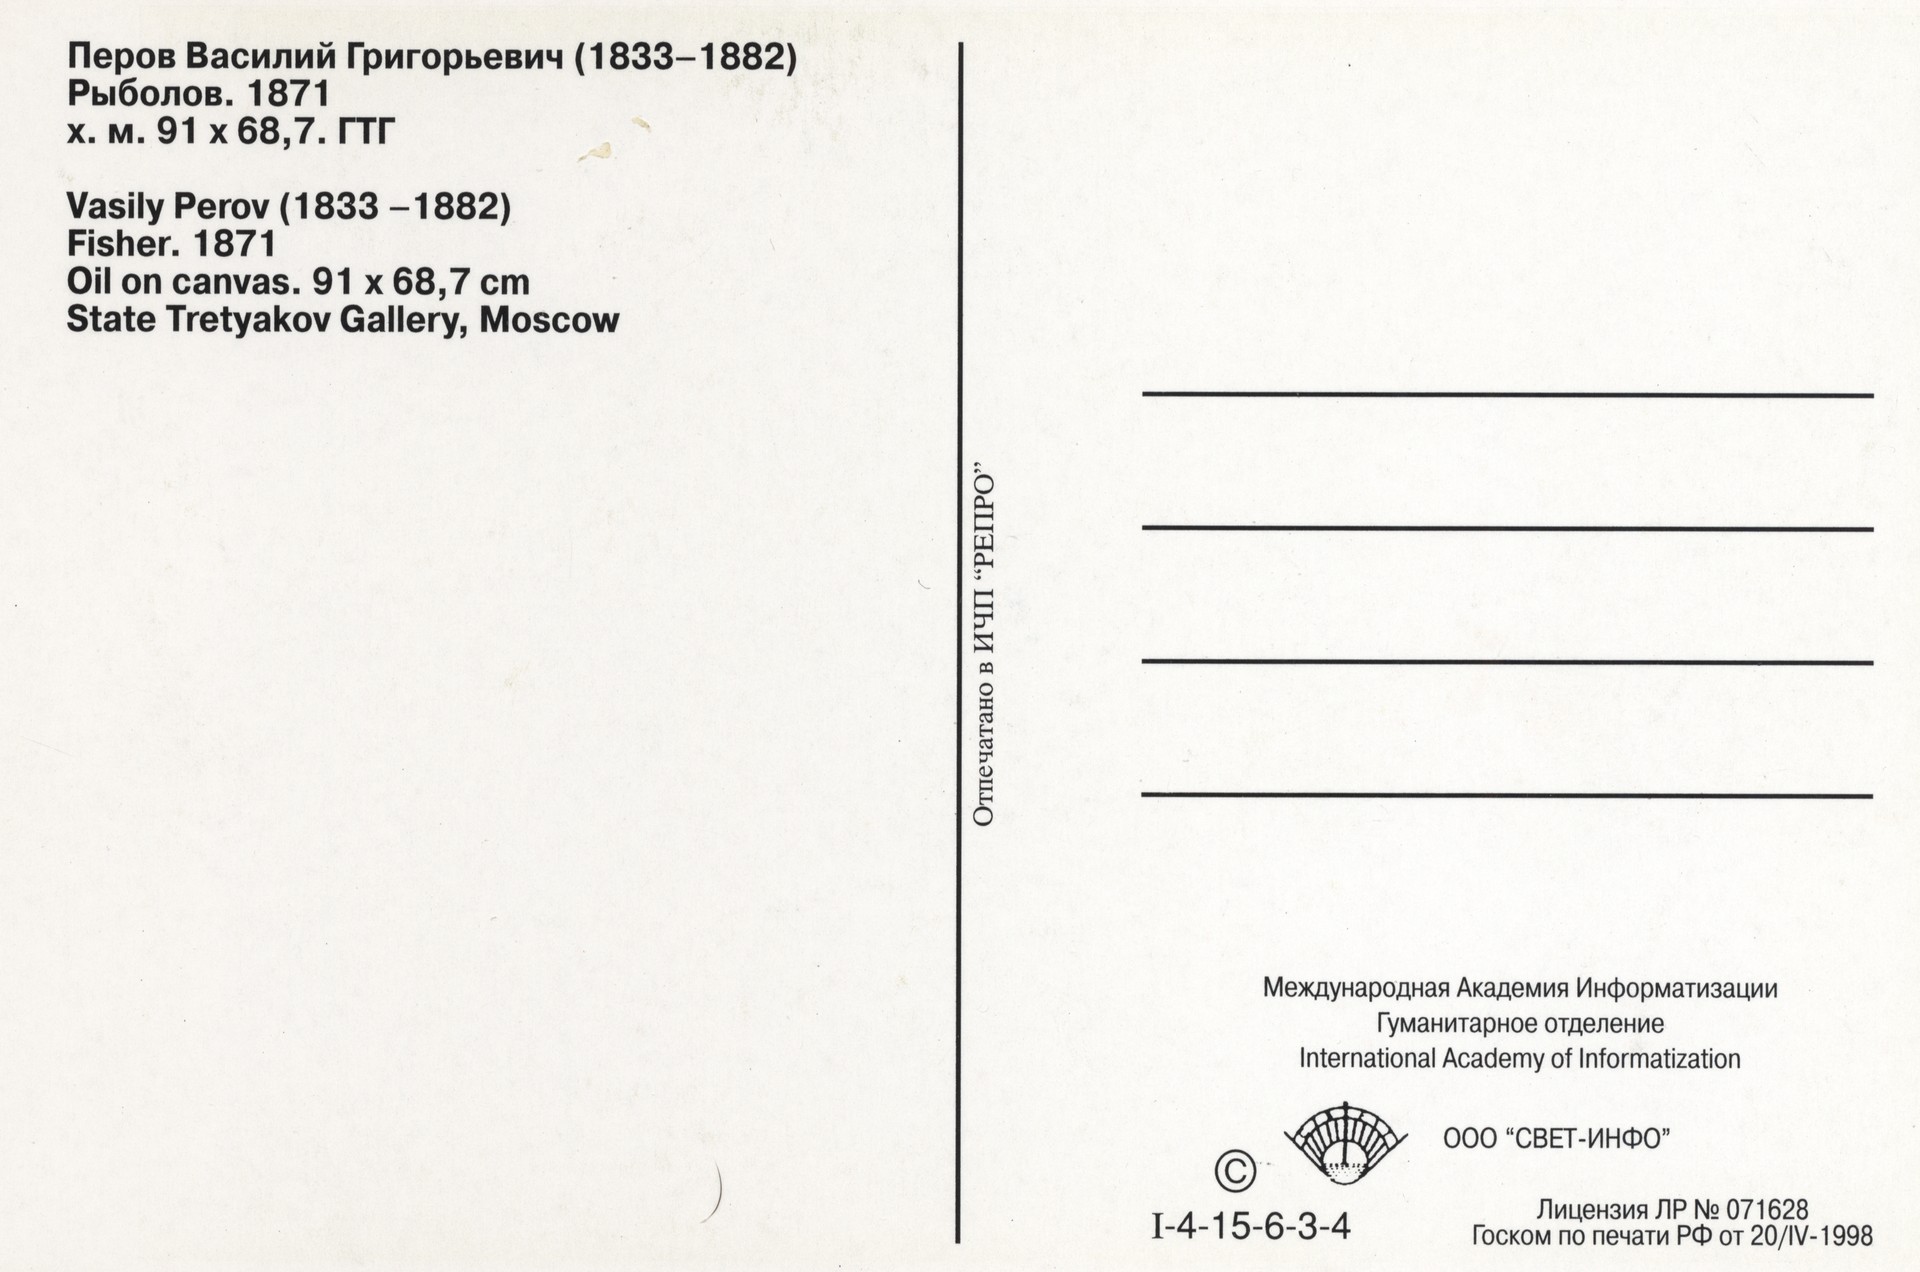 Перов Василий Григорьевич (1833–1882)
Рыболов. 1871
х. м. 91 х 68,7. ГТГ
Vasily Perov (1833 –1882)
Fisher. 1871
Oil on canvas. 91 x 68,7 cm
State Tretyakov Gallery, Moscow
Отпечатано в ИЧП “РЕПРО”
Международная Академия Информатизации
Гуманитарное отделение
International Academy of Informatization
ООО “СВЕТ-ИНФО”
©
I-4-15-6-3-4
Лицензия ЛР № 071628
Госком по печати РФ от 20/IV-1998